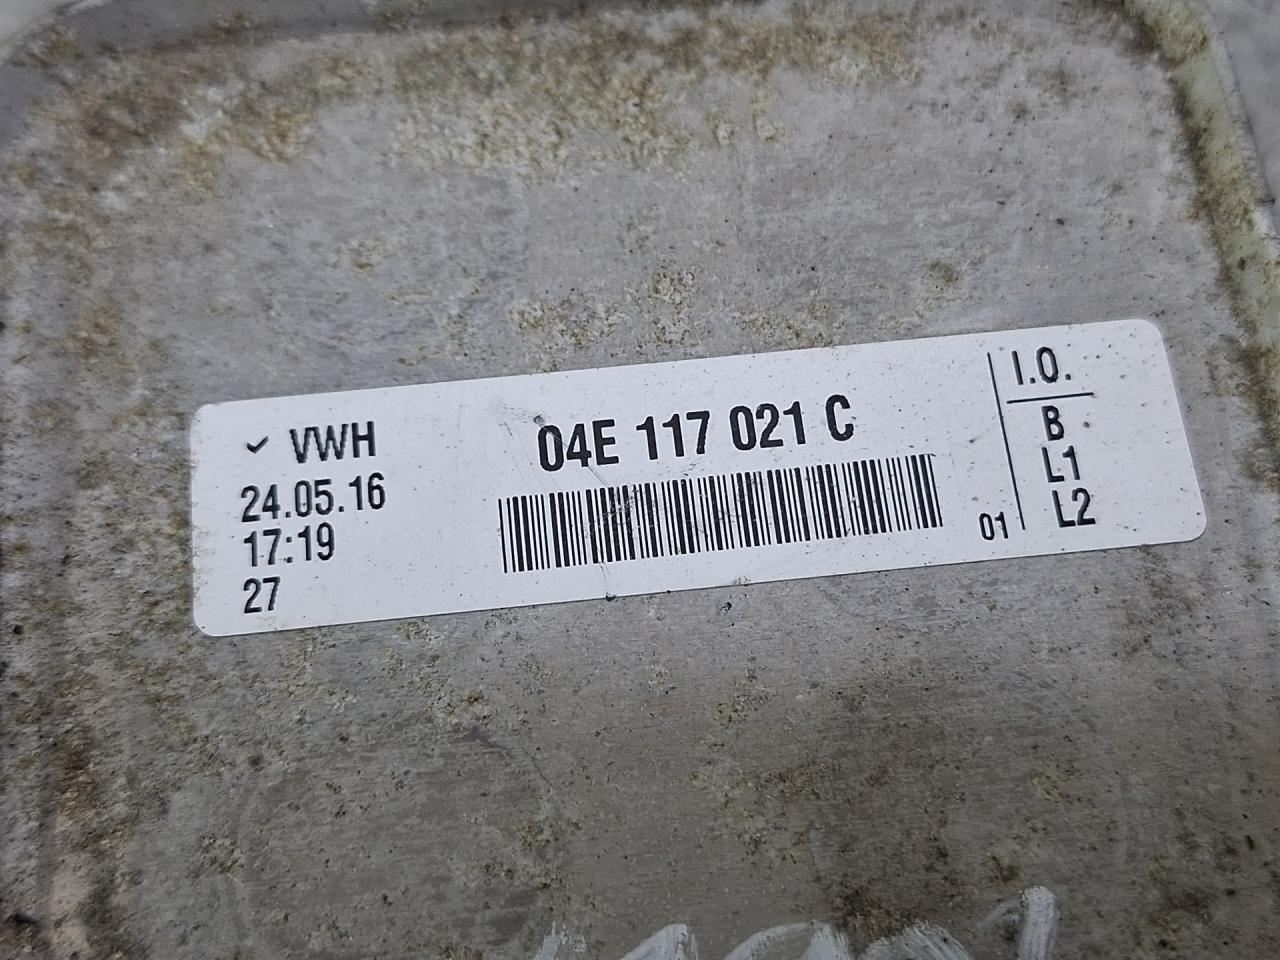 ✓ VWH
24.05.16
17:19
27
04E 117 021 C
01
I.O.
B
L1
L2